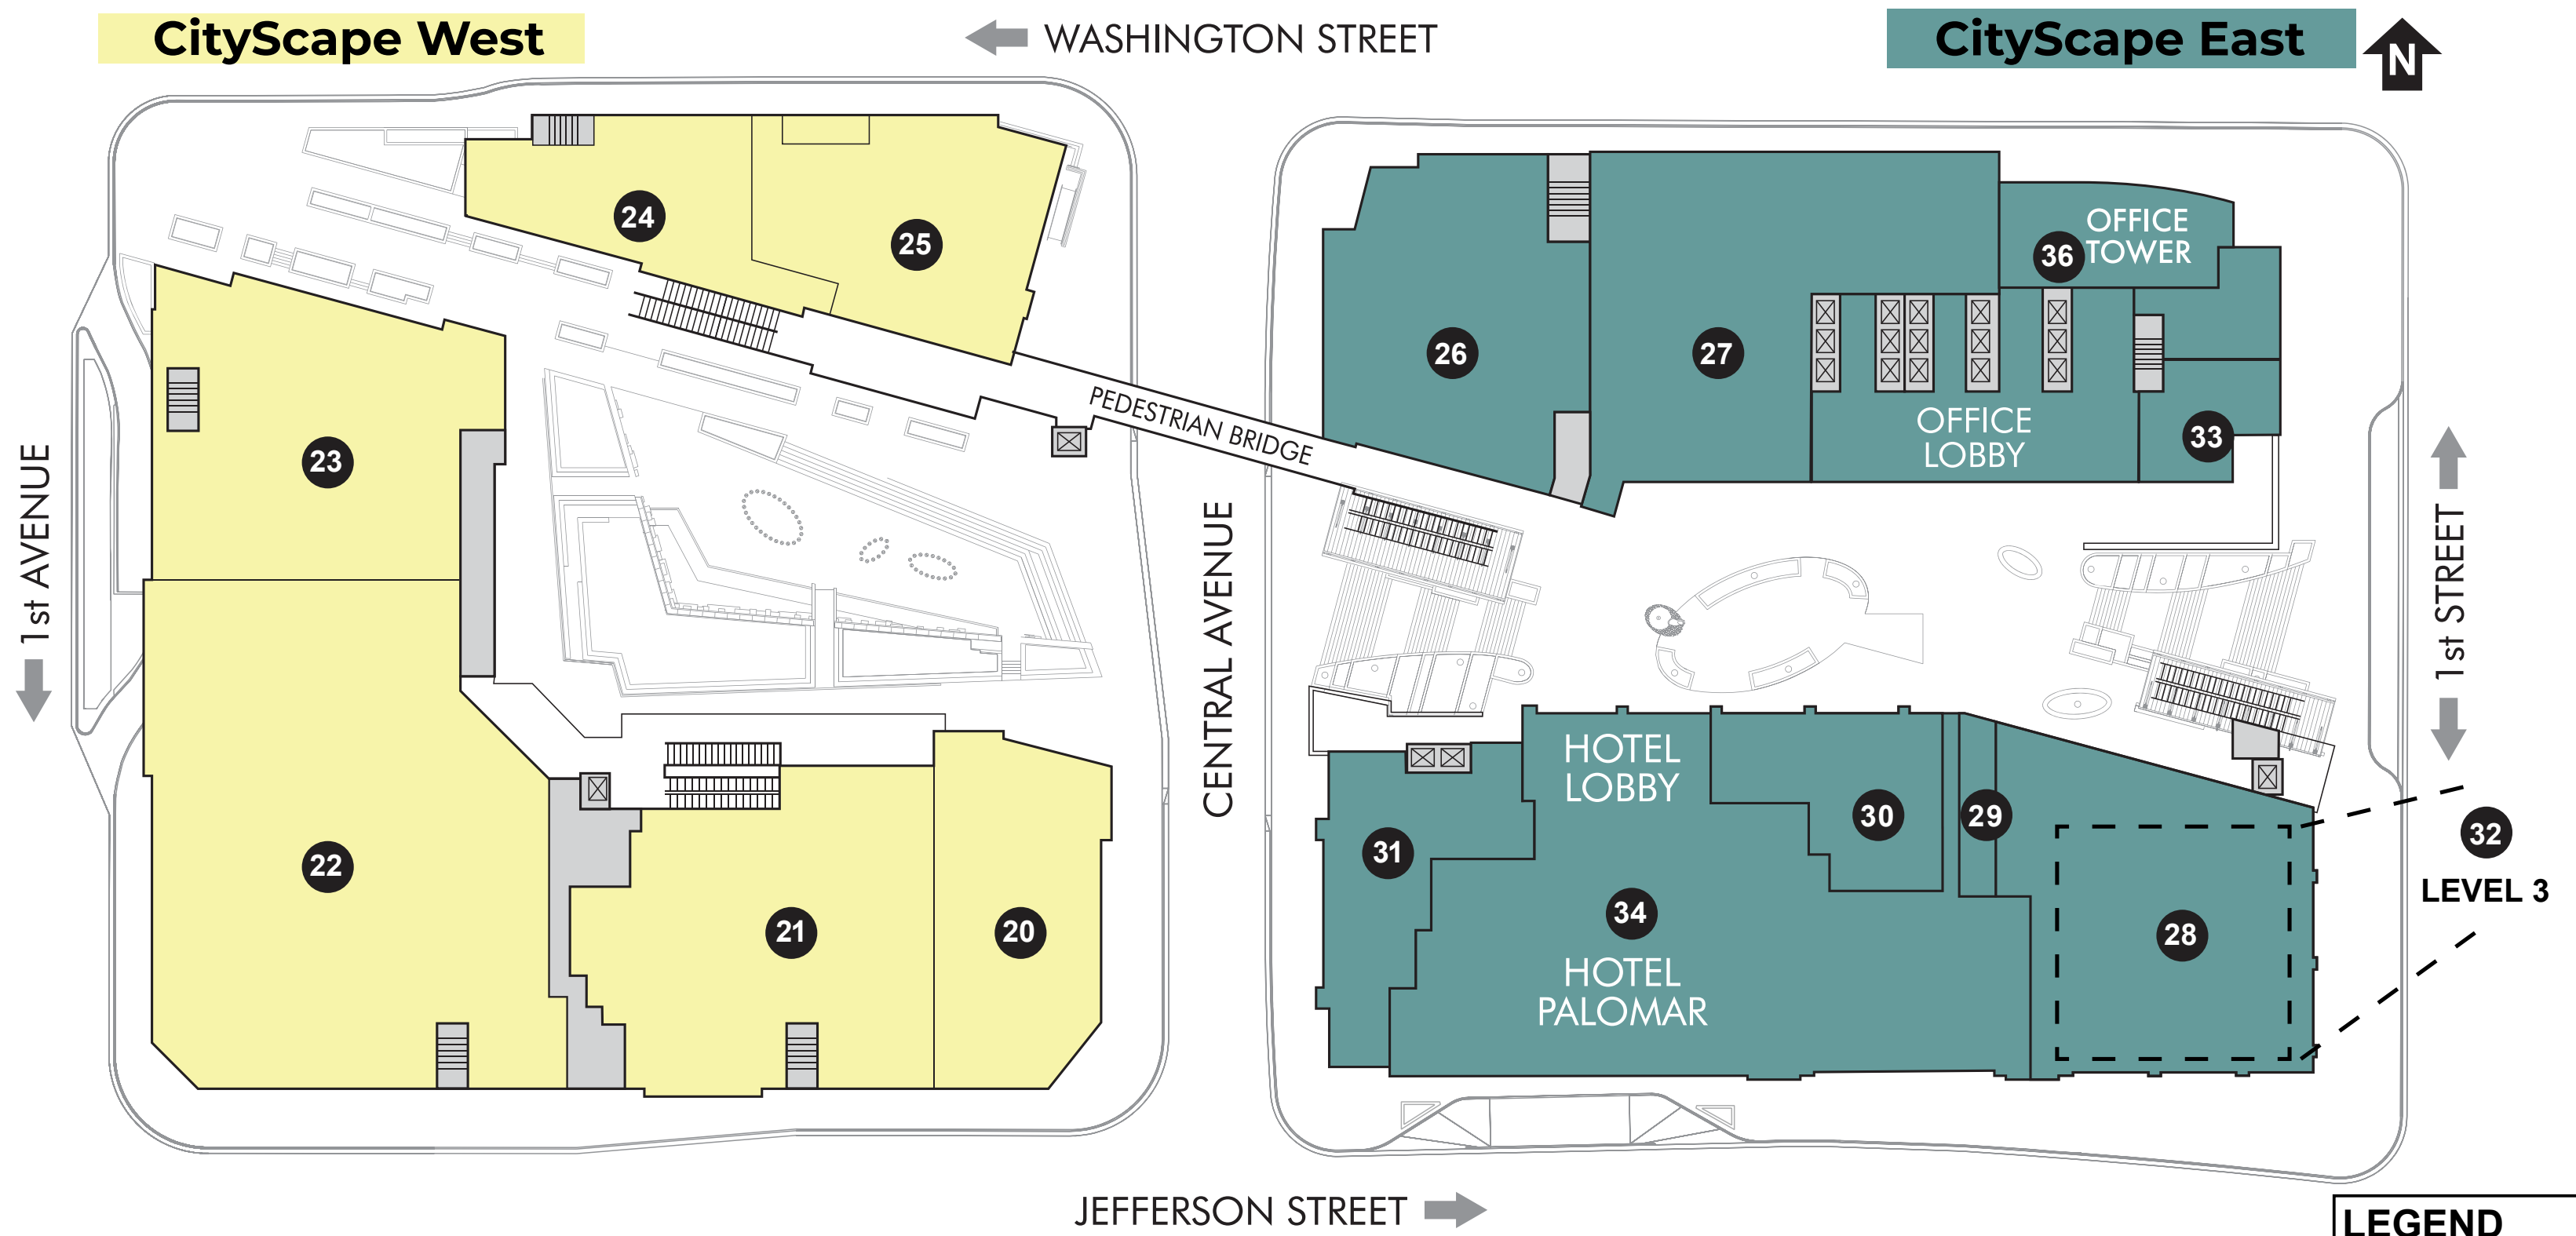 CityScape West
WASHINGTON STREET
CityScape East
N
24
25
36
OFFICE
TOWER
26
27
PEDESTRIAN BRIDGE
OFFICE
LOBBY
33
23
1st AVENUE
CENTRAL AVENUE
1st STREET
HOTEL
LOBBY
30
29
32
LEVEL 3
31
22
21
20
34
28
HOTEL
PALOMAR
JEFFERSON STREET
LEGEND